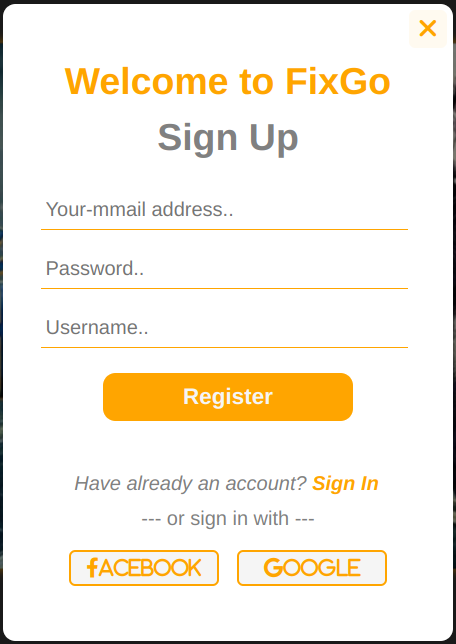 Welcome to FixGo
Sign Up
Your-mmail address..
Password..
Username..
Register
Have already an account? Sign In
--- or sign in with ---
FACEBOOK
GOOGLE